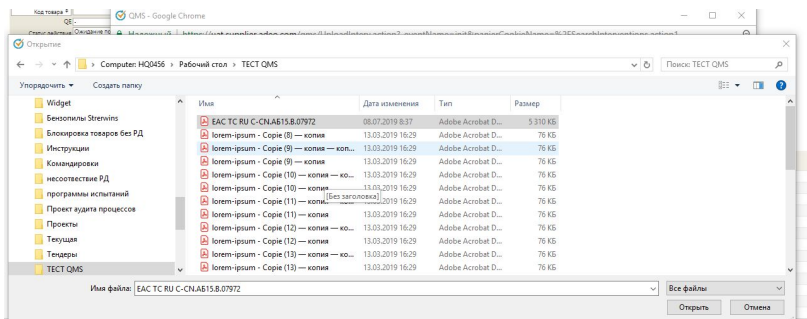 Код товара
QE -
QMS - Google Chrome
Открытие
Computer: HQ0456 › Рабочий стол › ТЕСТ QMS
Поиск: ТЕСТ QMS
Упорядочить Создать папку
Имя Дата изменения Тип Размер
Widget
Бензопилы Strerwins
Блокировка товаров без РД
Инструкции
Командировки
несоотвествие РД
программы испытаний
Проект аудита процессов
Проекты
Текущая
Тендеры
ТЕСТ QMS
EAC TC RU C-CN.АБ15.В.07972 08.07.2019 8:37 Adobe Acrobat D... 5 310 КБ
lorem-ipsum - Copie (8) — копия 13.03.2019 16:29 Adobe Acrobat D... 76 КБ
lorem-ipsum - Copie (9) — копия — коп... 13.03.2019 16:29 Adobe Acrobat D... 76 КБ
lorem-ipsum - Copie (9) — копия 13.03.2019 16:29 Adobe Acrobat D... 76 КБ
lorem-ipsum - Copie (10) — копия — ко... 13.03.2019 16:29 Adobe Acrobat D... 76 КБ
lorem-ipsum - Copie (10) — копия 13.03.2019 16:29 Adobe Acrobat D... 76 КБ
[Без заголовка]
lorem-ipsum - Copie (11) — копия — ко... 2019 16:29 Adobe Acrobat D... 76 КБ
lorem-ipsum - Copie (11) — копия 13.03.2019 16:29 Adobe Acrobat D... 76 КБ
lorem-ipsum - Copie (12) — копия — ко... 13.03.2019 16:29 Adobe Acrobat D... 76 КБ
lorem-ipsum - Copie (12) — копия 13.03.2019 16:29 Adobe Acrobat D... 76 КБ
lorem-ipsum - Copie (13) — копия — ко... 13.03.2019 16:29 Adobe Acrobat D... 76 КБ
lorem-ipsum - Copie (13) — копия 13.03.2019 16:29 Adobe Acrobat D... 76 КБ
Имя файла: EAC TC RU C-CN.АБ15.В.07972 Все файлы
Открыть Отмена